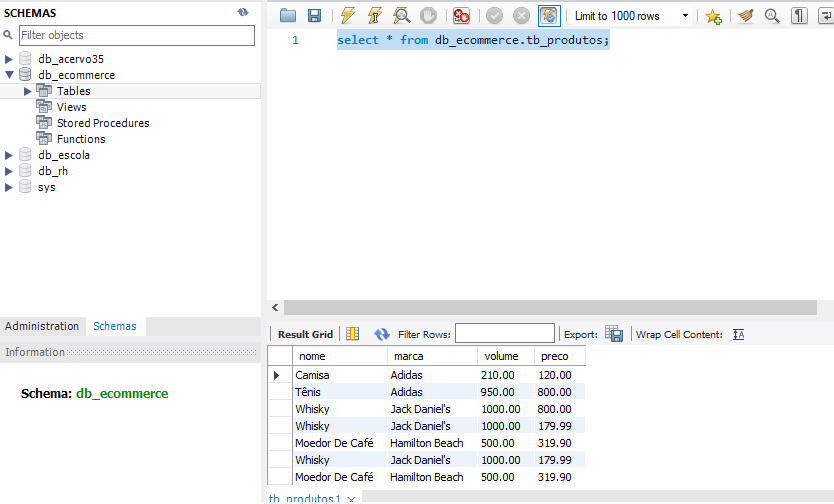 SCHEMAS
Filter objects
db_acervo35
db_ecommerce
Tables
Views
Stored Procedures
Functions
db_escola
db_rh
sys
Administration Schemas
Information
Schema: db_ecommerce
Limit to 1000 rows
1 select * from db_ecommerce.tb_produtos;
Result Grid Filter Rows: Export: Wrap Cell Content:
nome marca volume preco
Camisa Adidas 210.00 120.00
Tênis Adidas 950.00 800.00
Whisky Jack Daniel's 1000.00 800.00
Whisky Jack Daniel's 1000.00 179.99
Moedor De Café Hamilton Beach 500.00 319.90
Whisky Jack Daniel's 1000.00 179.99
Moedor De Café Hamilton Beach 500.00 319.90
tb_produtos1